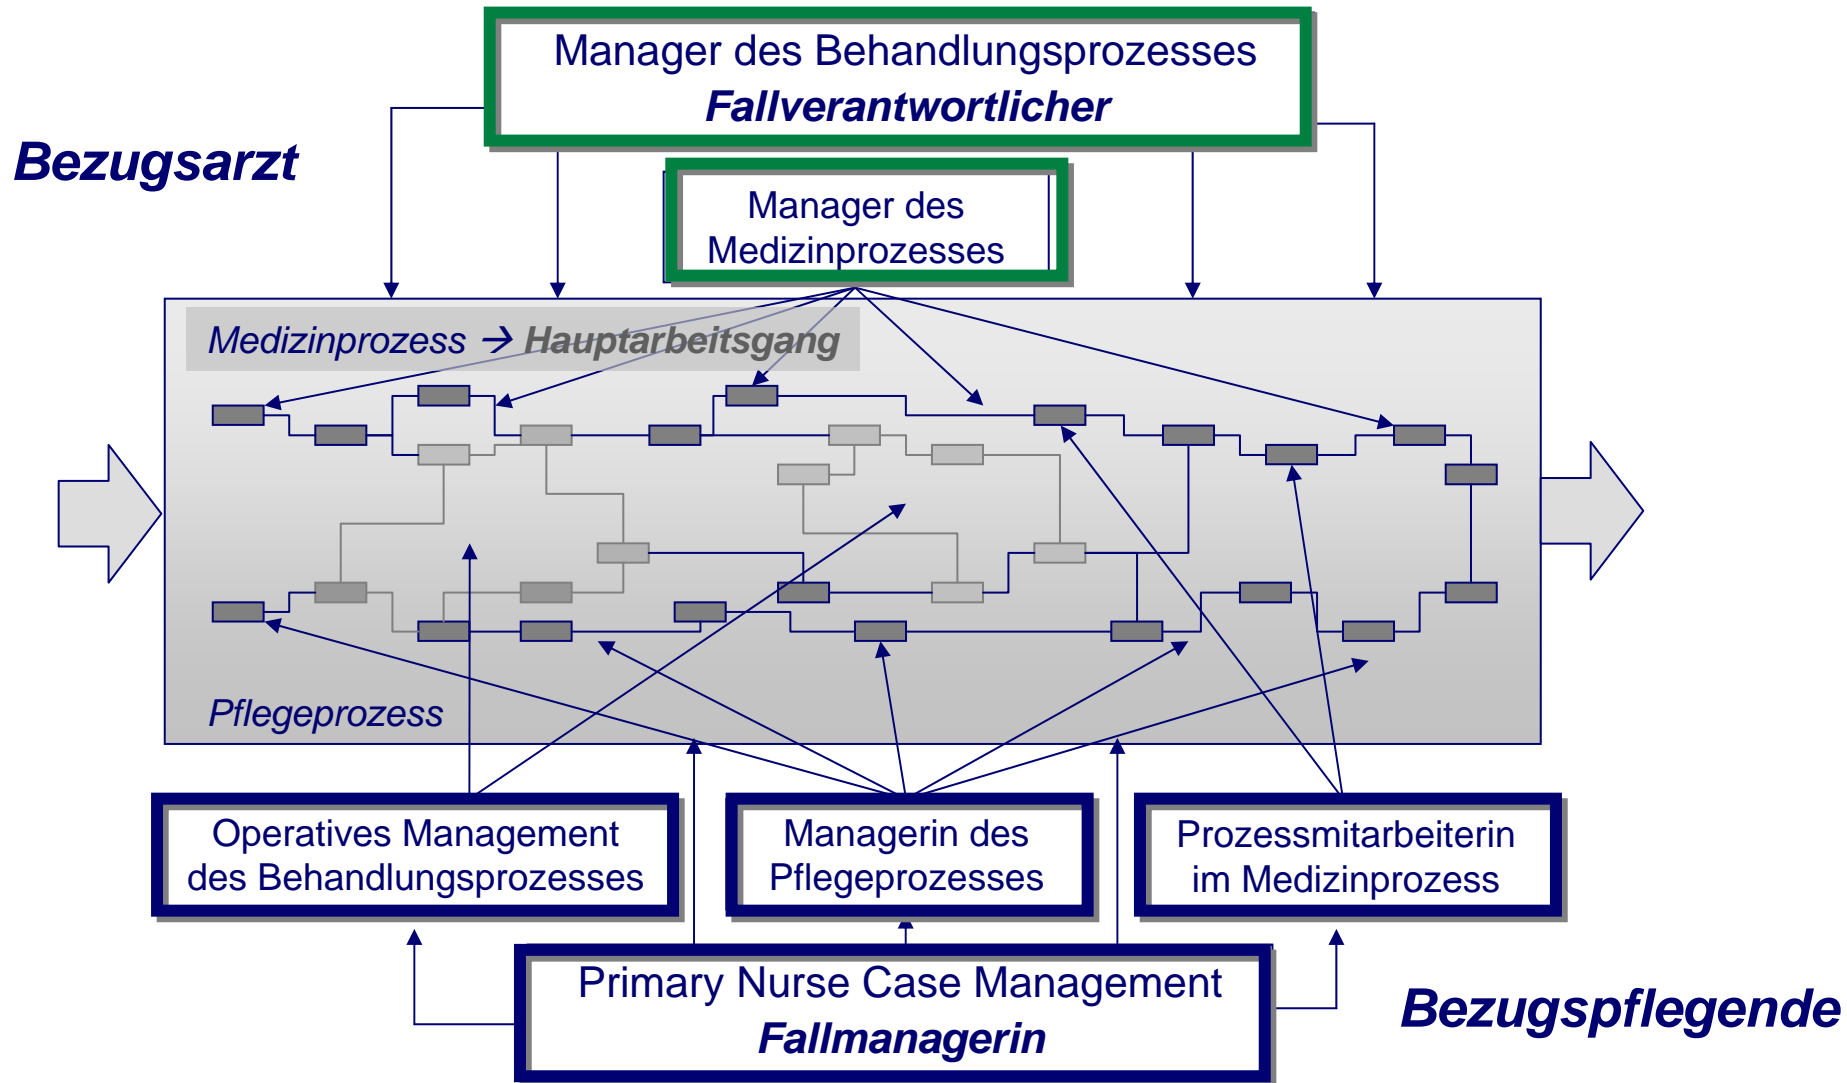 Manager des Behandlungsprozesses
Fallverantwortlicher
Bezugsarzt
Manager des
Medizinprozesses
Medizinprozess → Hauptarbeitsgang
Pflegeprozess
Operatives Management
des Behandlungsprozesses
Managerin des
Pflegeprozesses
Prozessmitarbeiterin
im Medizinprozess
Primary Nurse Case Management
Fallmanagerin
Bezugspflegende